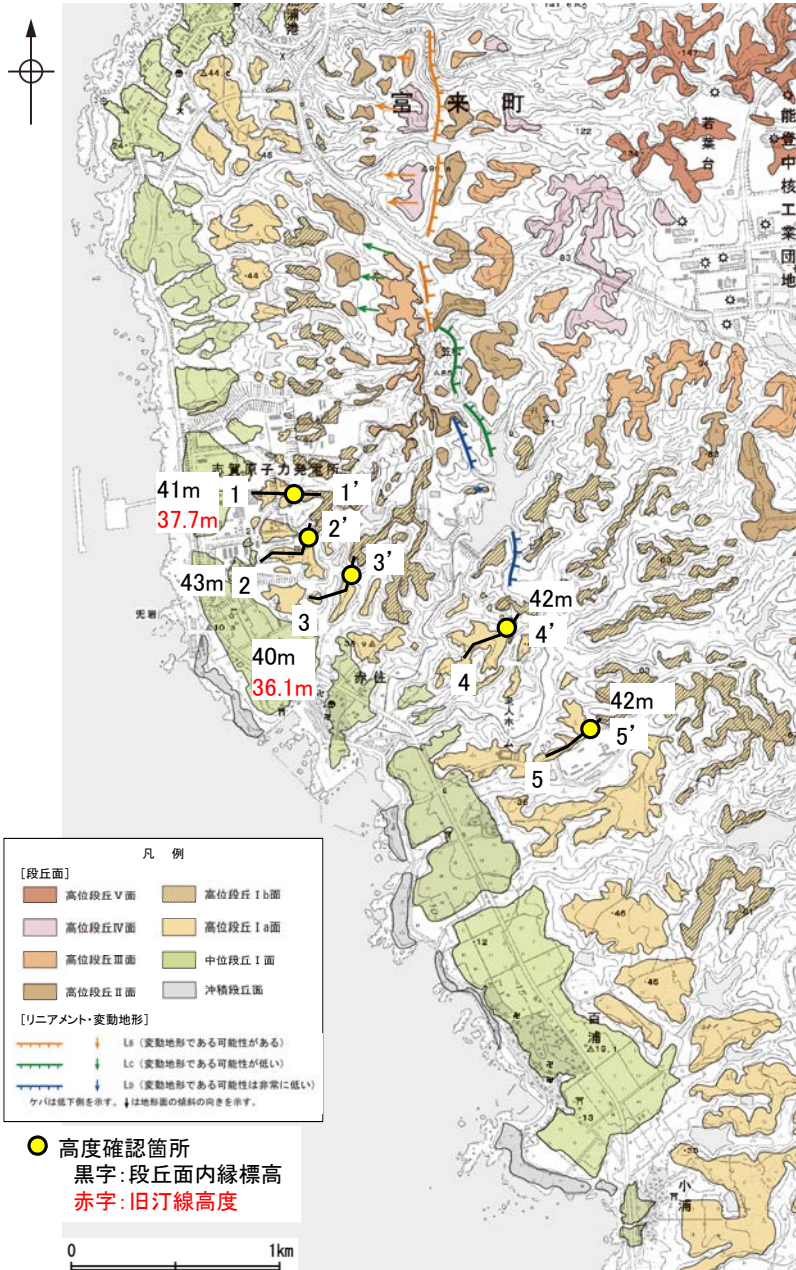 富来町
若葉台
能登中核工業団地
122
83
志賀原子力発電所
41m
37.7m
1
1’
2’
43m
2
3’
3
40m
36.1m
兜岩
赤住
42m
4’
4
42m
5’
5
百浦
△19.1
小浦
凡 例
[段丘面]
高位段丘Ⅴ面
高位段丘Ⅰb面
高位段丘Ⅳ面
高位段丘Ⅰa面
高位段丘Ⅲ面
中位段丘Ⅰ面
高位段丘Ⅱ面
沖積段丘面
[リニアメント・変動地形]
LB（変動地形である可能性がある）
LC（変動地形である可能性が低い）
LD（変動地形である可能性は非常に低い）
ケバは低下側を示す。↓は地形面の傾斜の向きを示す。
高度確認箇所
黒字：段丘面内縁標高
赤字：旧汀線高度
0
1km